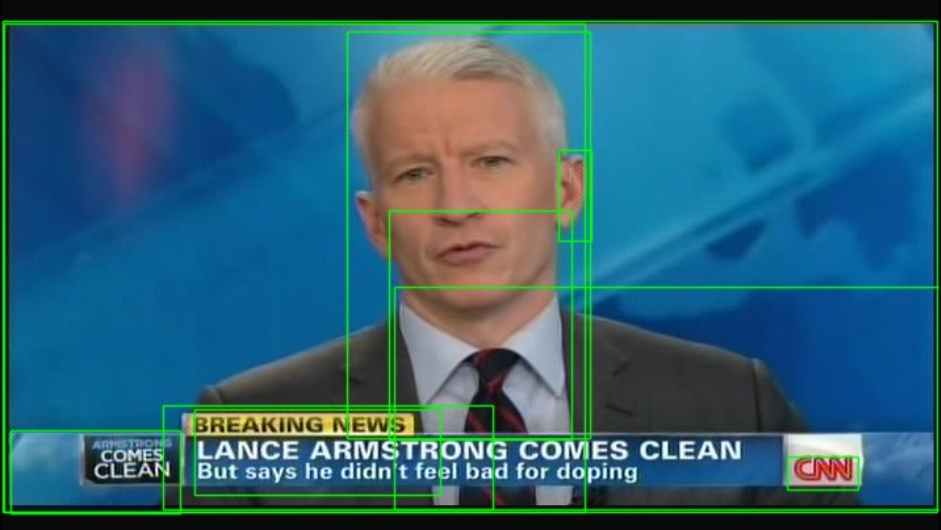 BREAKING NEWS
ARMSTRONG
COMES
CLEAN
LANCE ARMSTRONG COMES CLEAN
But says he didn't feel bad for doping
CNN